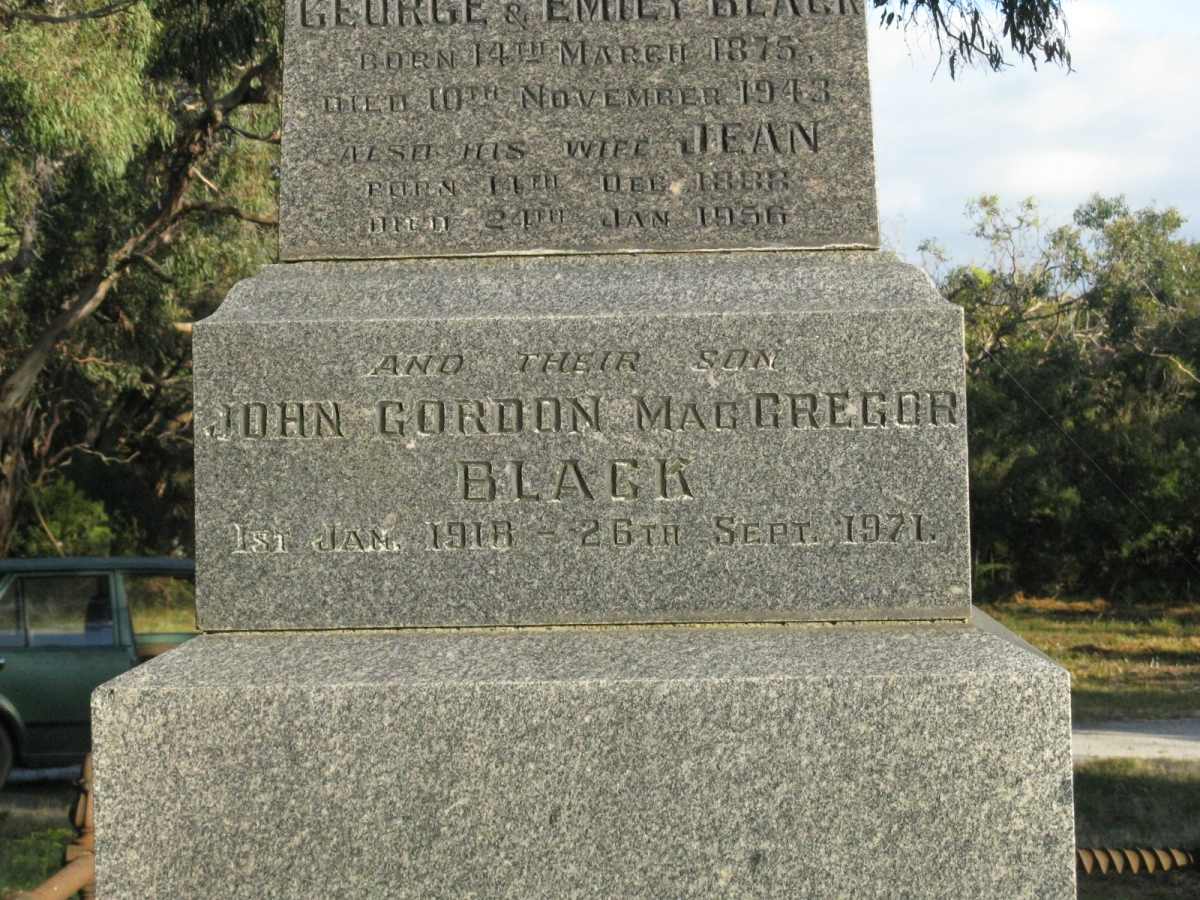 GEORGE & EMILY BLACK
BORN 14TH MARCH 1875,
DIED 10TH NOVEMBER 1943.
ALSO HIS WIFE JEAN
BORN 11TH DEC 1888
DIED 24TH JAN 1956
AND THEIR SON
JOHN GORDON MACGREGOR
BLACK
1ST JAN. 1918 - 26TH SEPT. 1971.